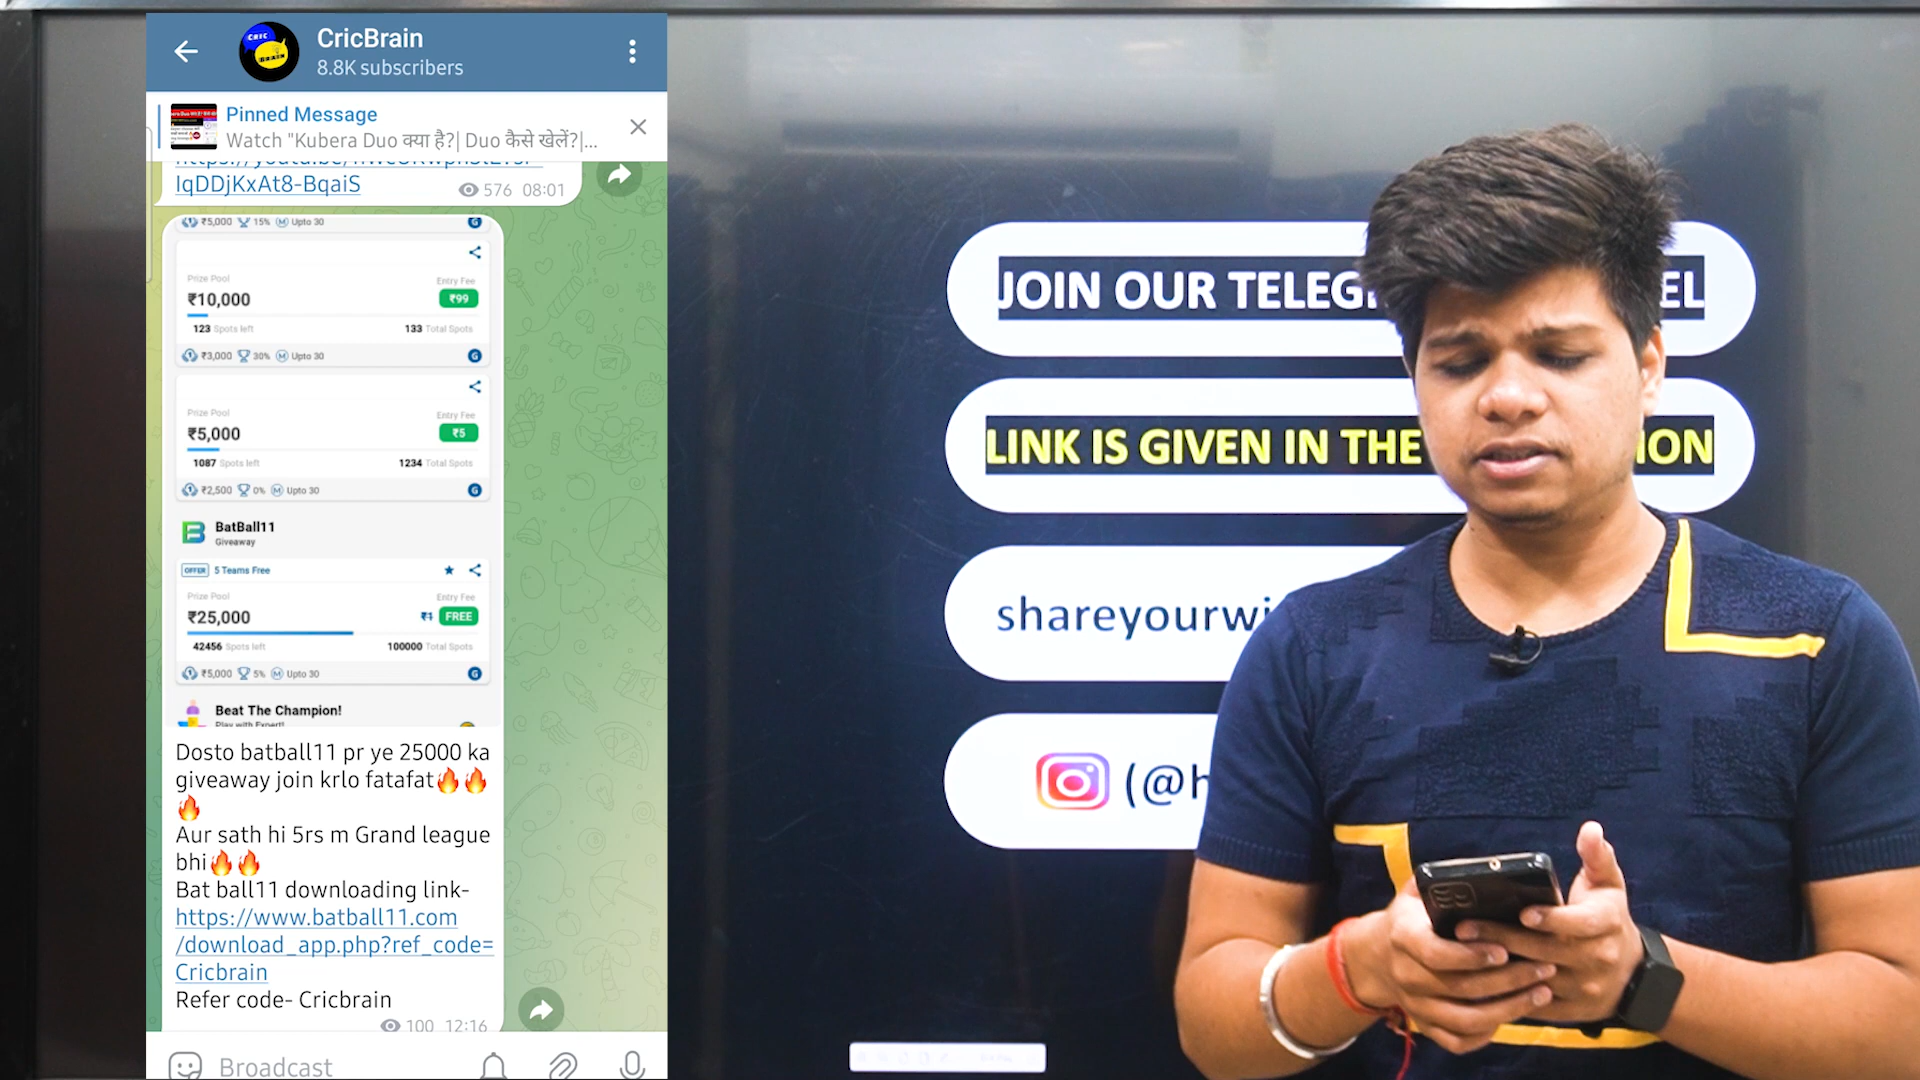 CricBrain
8.8K subscribers
Pinned Message
Watch "Kubera Duo क्या है?| Duo कैसे खेलें?|...
IqDDjKxAt8-BqaiS
576 08:01
₹5,000 15% M Upto 30 G
Prize Pool
Entry Fee
₹10,000
₹99
123 Spots left
133 Total Spots
₹3,000 30% M Upto 30 G
Prize Pool
Entry Fee
₹5,000
₹5
1087 Spots left
1234 Total Spots
₹2,500 0% M Upto 30 G
BatBall11
Giveaway
OFFER 5 Teams Free
Prize Pool
Entry Fee
₹25,000
₹1 FREE
42456 Spots left
100000 Total Spots
₹5,000 5% M Upto 30 G
Beat The Champion!
Play with Expert!
Dosto batball11 pr ye 25000 ka
giveaway join krlo fatafat🔥🔥
🔥
Aur sath hi 5rs m Grand league
bhi🔥🔥
Bat ball11 downloading link-
https://www.batball11.com
/download_app.php?ref_code=
Cricbrain
Refer code- Cricbrain
100 12:16
Broadcast
CRIC
BRAIN
JOIN OUR
LINK IS GIVEN IN THE